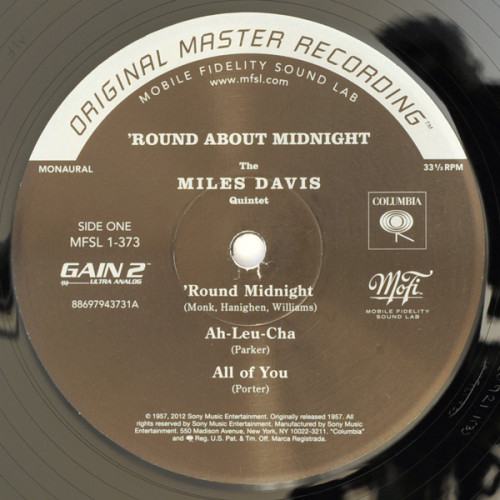 ORIGINAL MASTER RECORDING™
MOBILE FIDELITY SOUND LAB
www.mfsl.com
'ROUND ABOUT MIDNIGHT
MONAURAL
33⅓ RPM
The
MILES DAVIS
Quintet
COLUMBIA
SIDE ONE
MFSL 1-373
GAIN 2™
ULTRA ANALOG
88697943731A
MoFi
MOBILE FIDELITY
SOUND LAB
'Round Midnight
(Monk, Hanighen, Williams)
Ah-Leu-Cha
(Parker)
All of You
(Porter)
© 1957, 2012 Sony Music Entertainment. Originally released 1957. All
rights reserved by Sony Music Entertainment. Manufactured by Sony Music
Entertainment. 550 Madison Avenue, New York, NY 10022-3211. "Columbia"
and Reg. U.S. Pat. & Tm. Off. Marca Registrada.